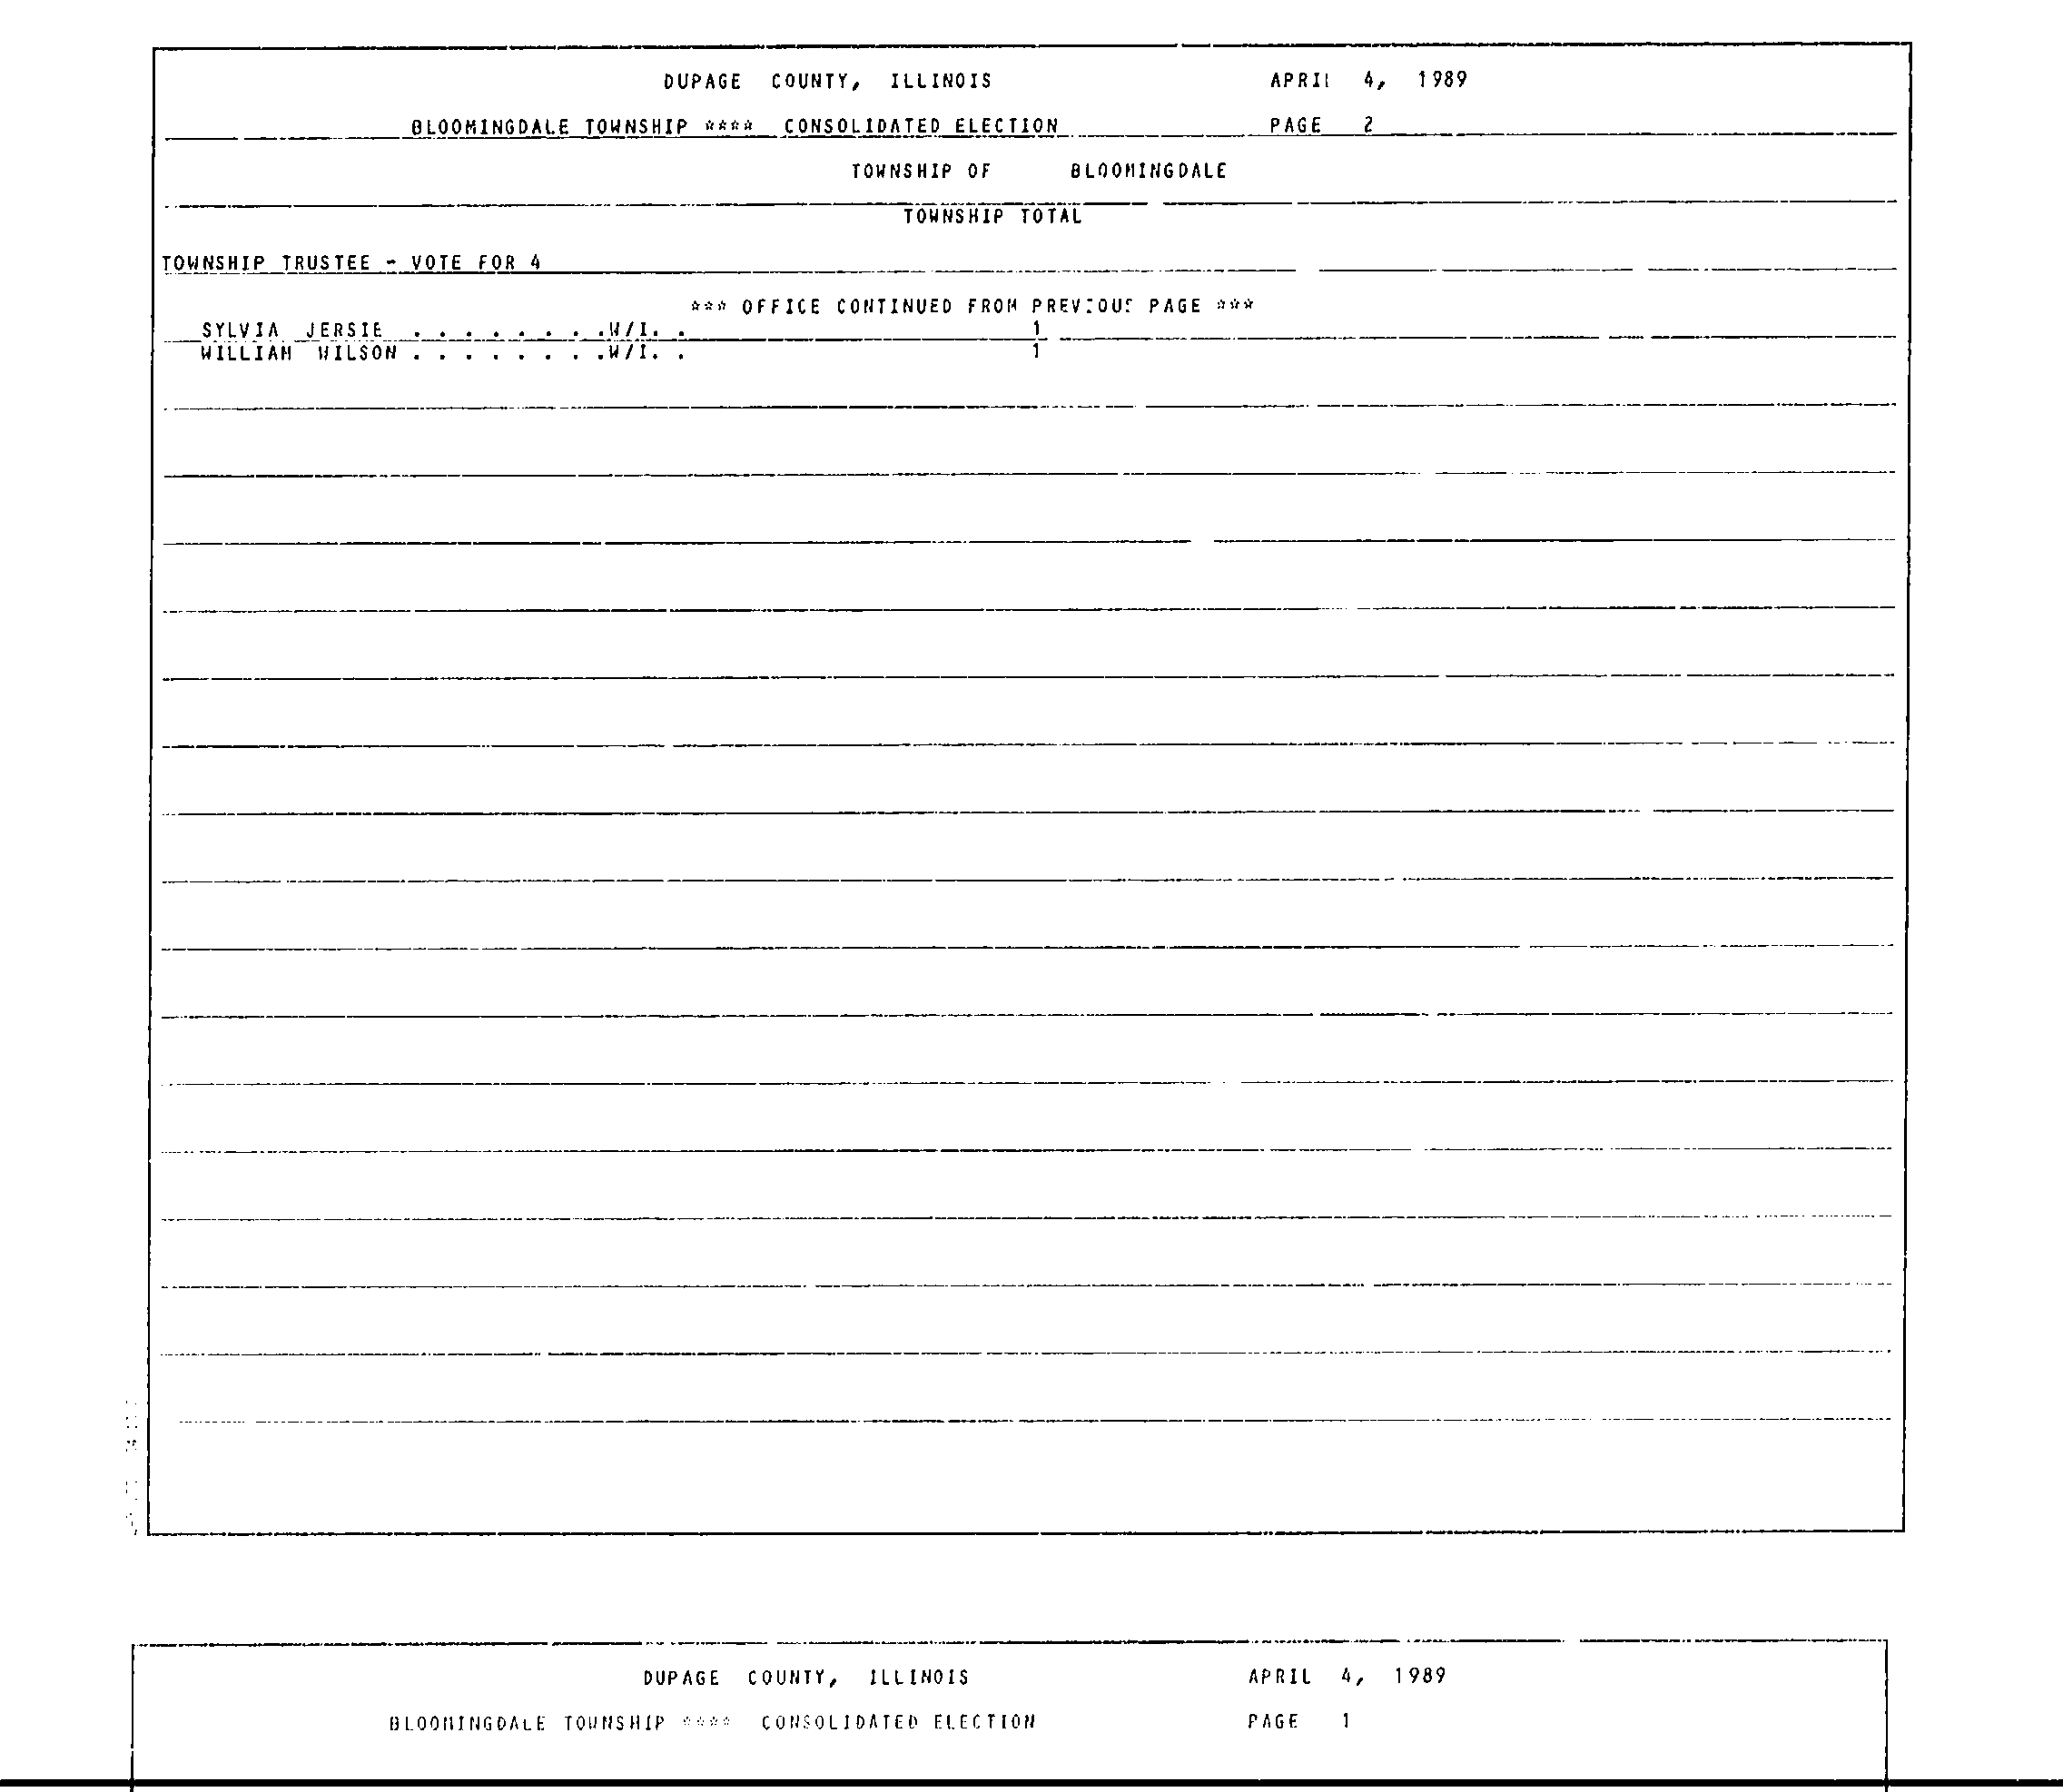 DUPAGE COUNTY, ILLINOIS APRIL 4, 1989
BLOOMINGDALE TOWNSHIP **** CONSOLIDATED ELECTION PAGE 2
TOWNSHIP OF BLOOMINGDALE
TOWNSHIP TOTAL
TOWNSHIP TRUSTEE - VOTE FOR 4
*** OFFICE CONTINUED FROM PREVIOUS PAGE ***
SYLVIA JERSIE . . . . . . . .W/I. . 1
WILLIAM WILSON . . . . . . . .W/I. . 1
DUPAGE COUNTY, ILLINOIS APRIL 4, 1989
BLOOMINGDALE TOWNSHIP **** CONSOLIDATED ELECTION PAGE 1